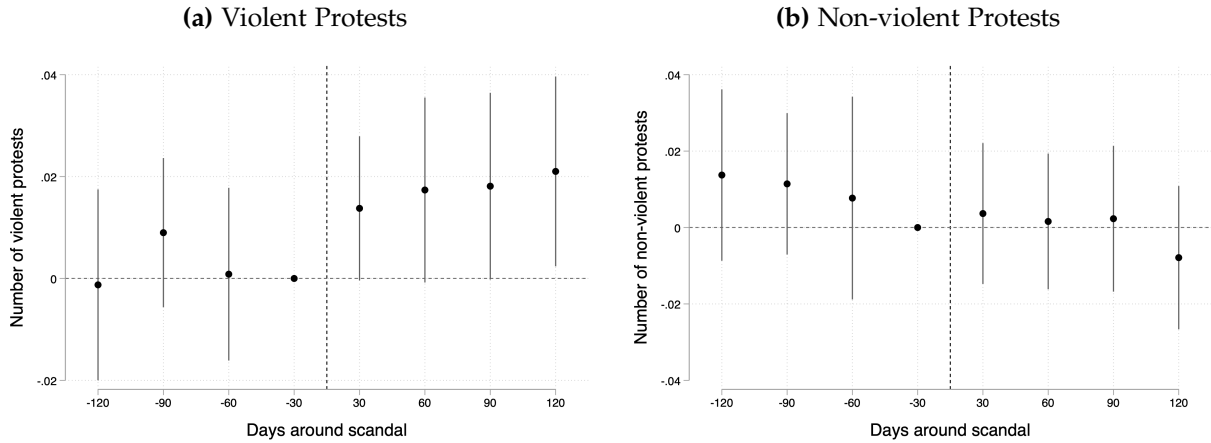 (a) Violent Protests
Number of violent protests
.04
.02
0
-.02
-120 -90 -60 -30 30 60 90 120
Days around scandal
(b) Non-violent Protests
Number of non-violent protests
.04
.02
0
-.02
-.04
-120 -90 -60 -30 30 60 90 120
Days around scandal